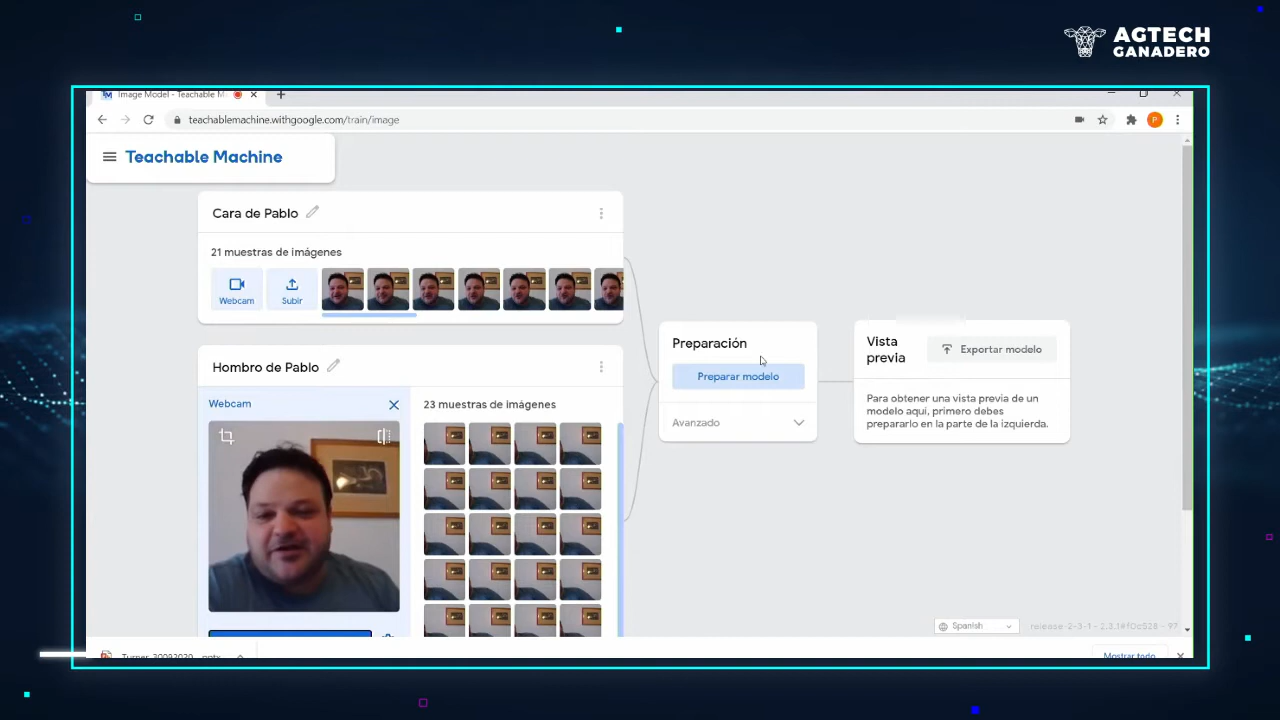 AGTECH
GANADERO
Image Model - Teachable M
teachablemachine.withgoogle.com/train/image
P
Teachable Machine
Cara de Pablo
21 muestras de imágenes
Webcam
Subir
Hombro de Pablo
Webcam
23 muestras de imágenes
Preparación
Preparar modelo
Avanzado
Vista
previa
Exportar modelo
Para obtener una vista previa de un
modelo aquí, primero debes
prepararlo en la parte de la izquierda.
Spanish
Turner_30092020_.pptx
Mostrar todo